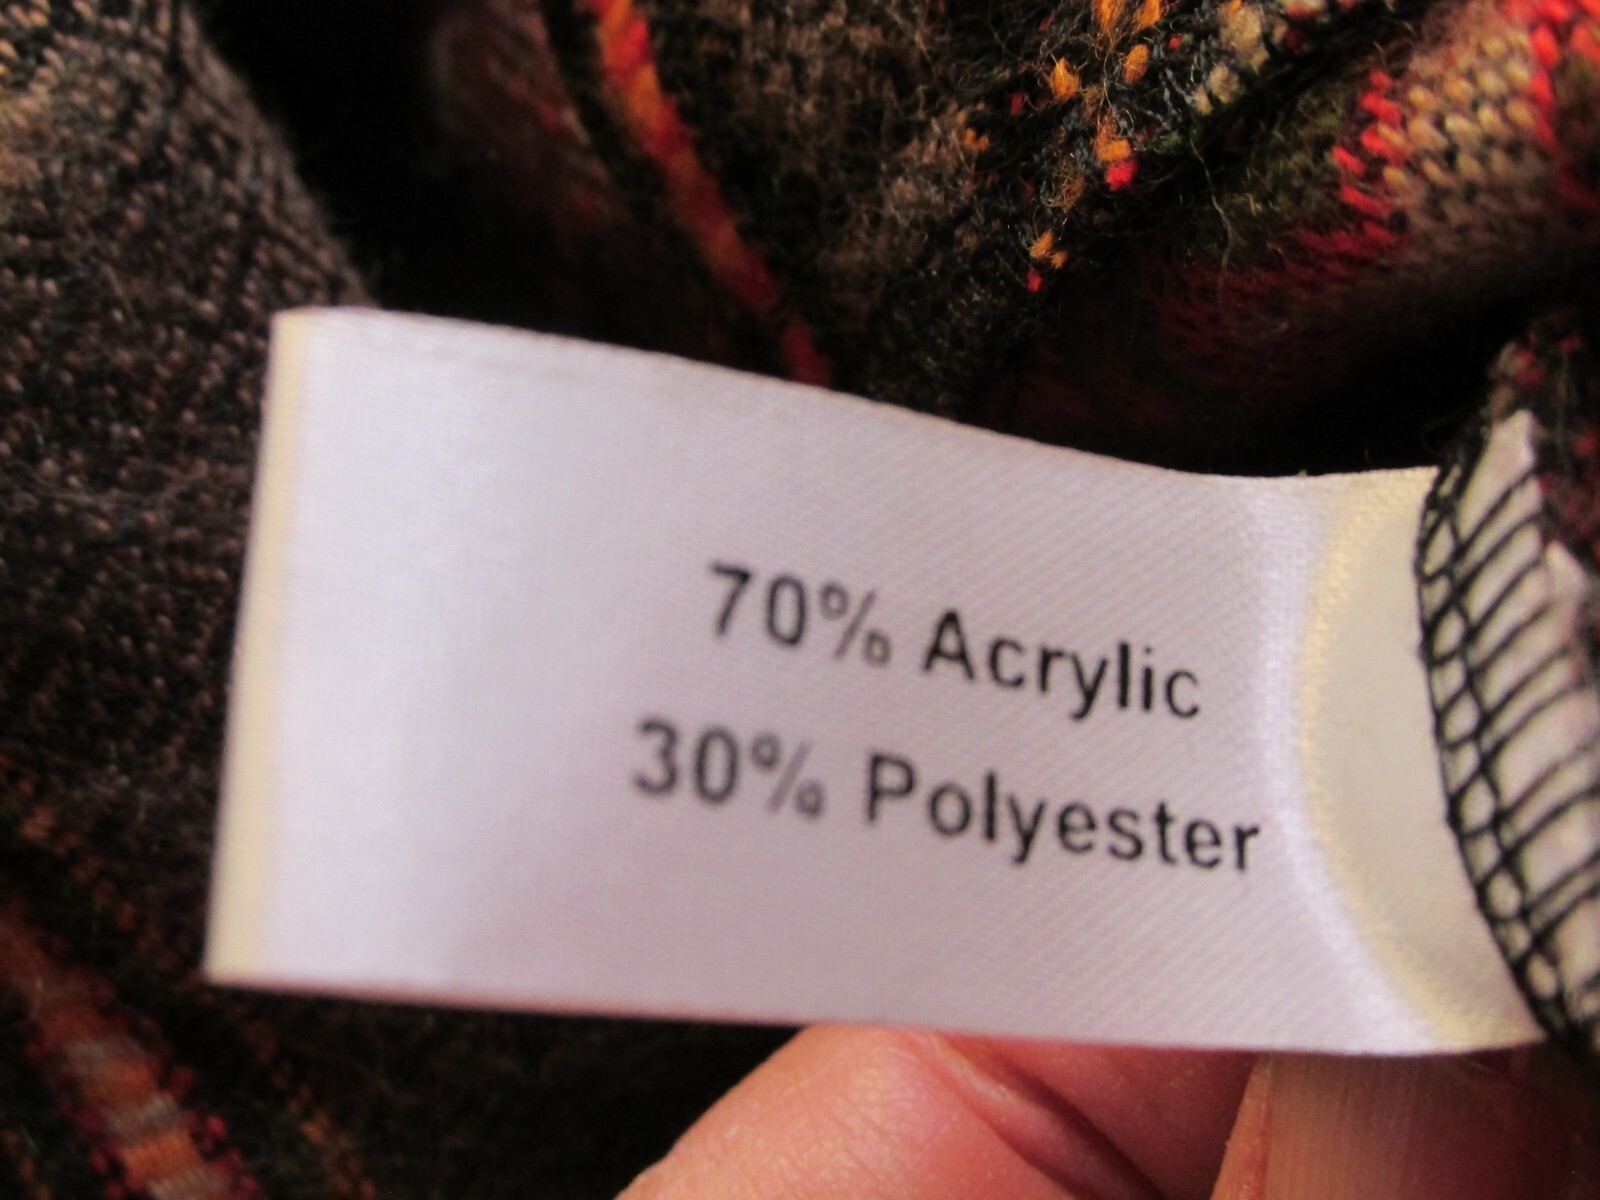 70% Acrylic
30% Polyester